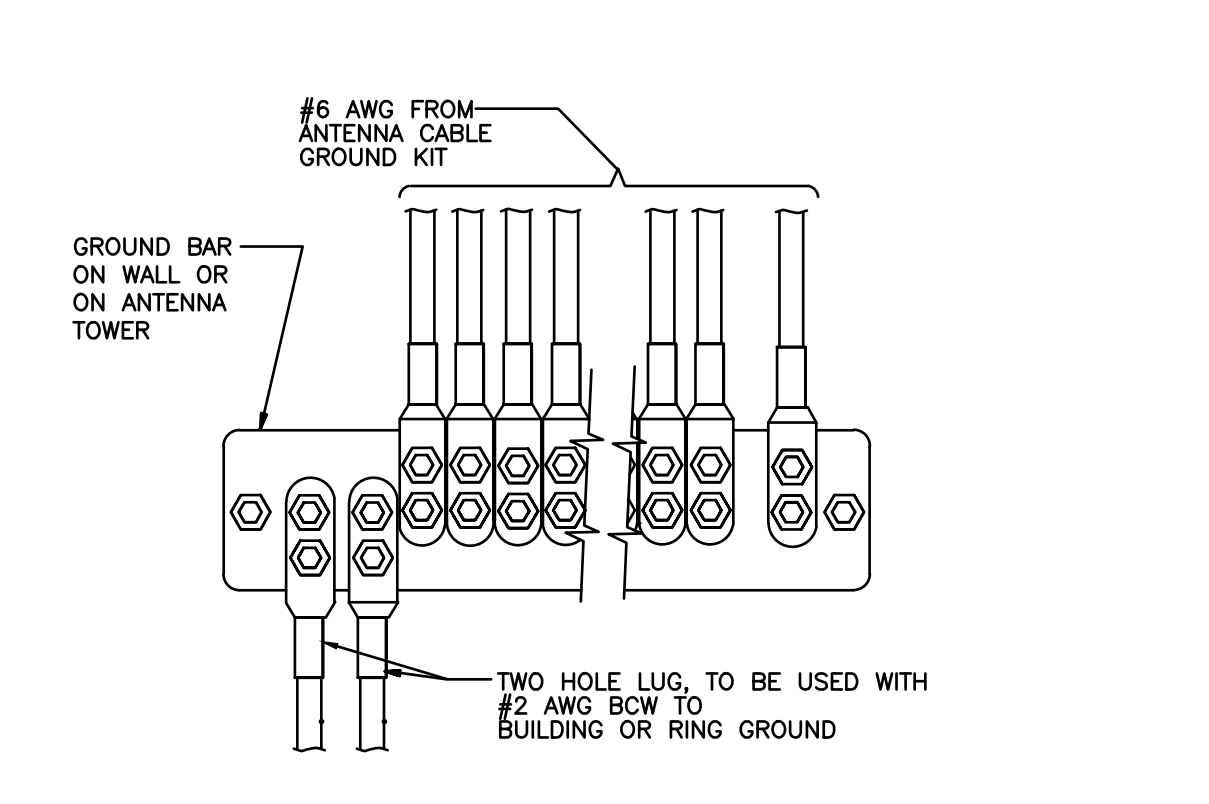 #6 AWG FROM
ANTENNA CABLE
GROUND KIT
GROUND BAR
ON WALL OR
ON ANTENNA
TOWER
TWO HOLE LUG, TO BE USED WITH
#2 AWG BCW TO
BUILDING OR RING GROUND